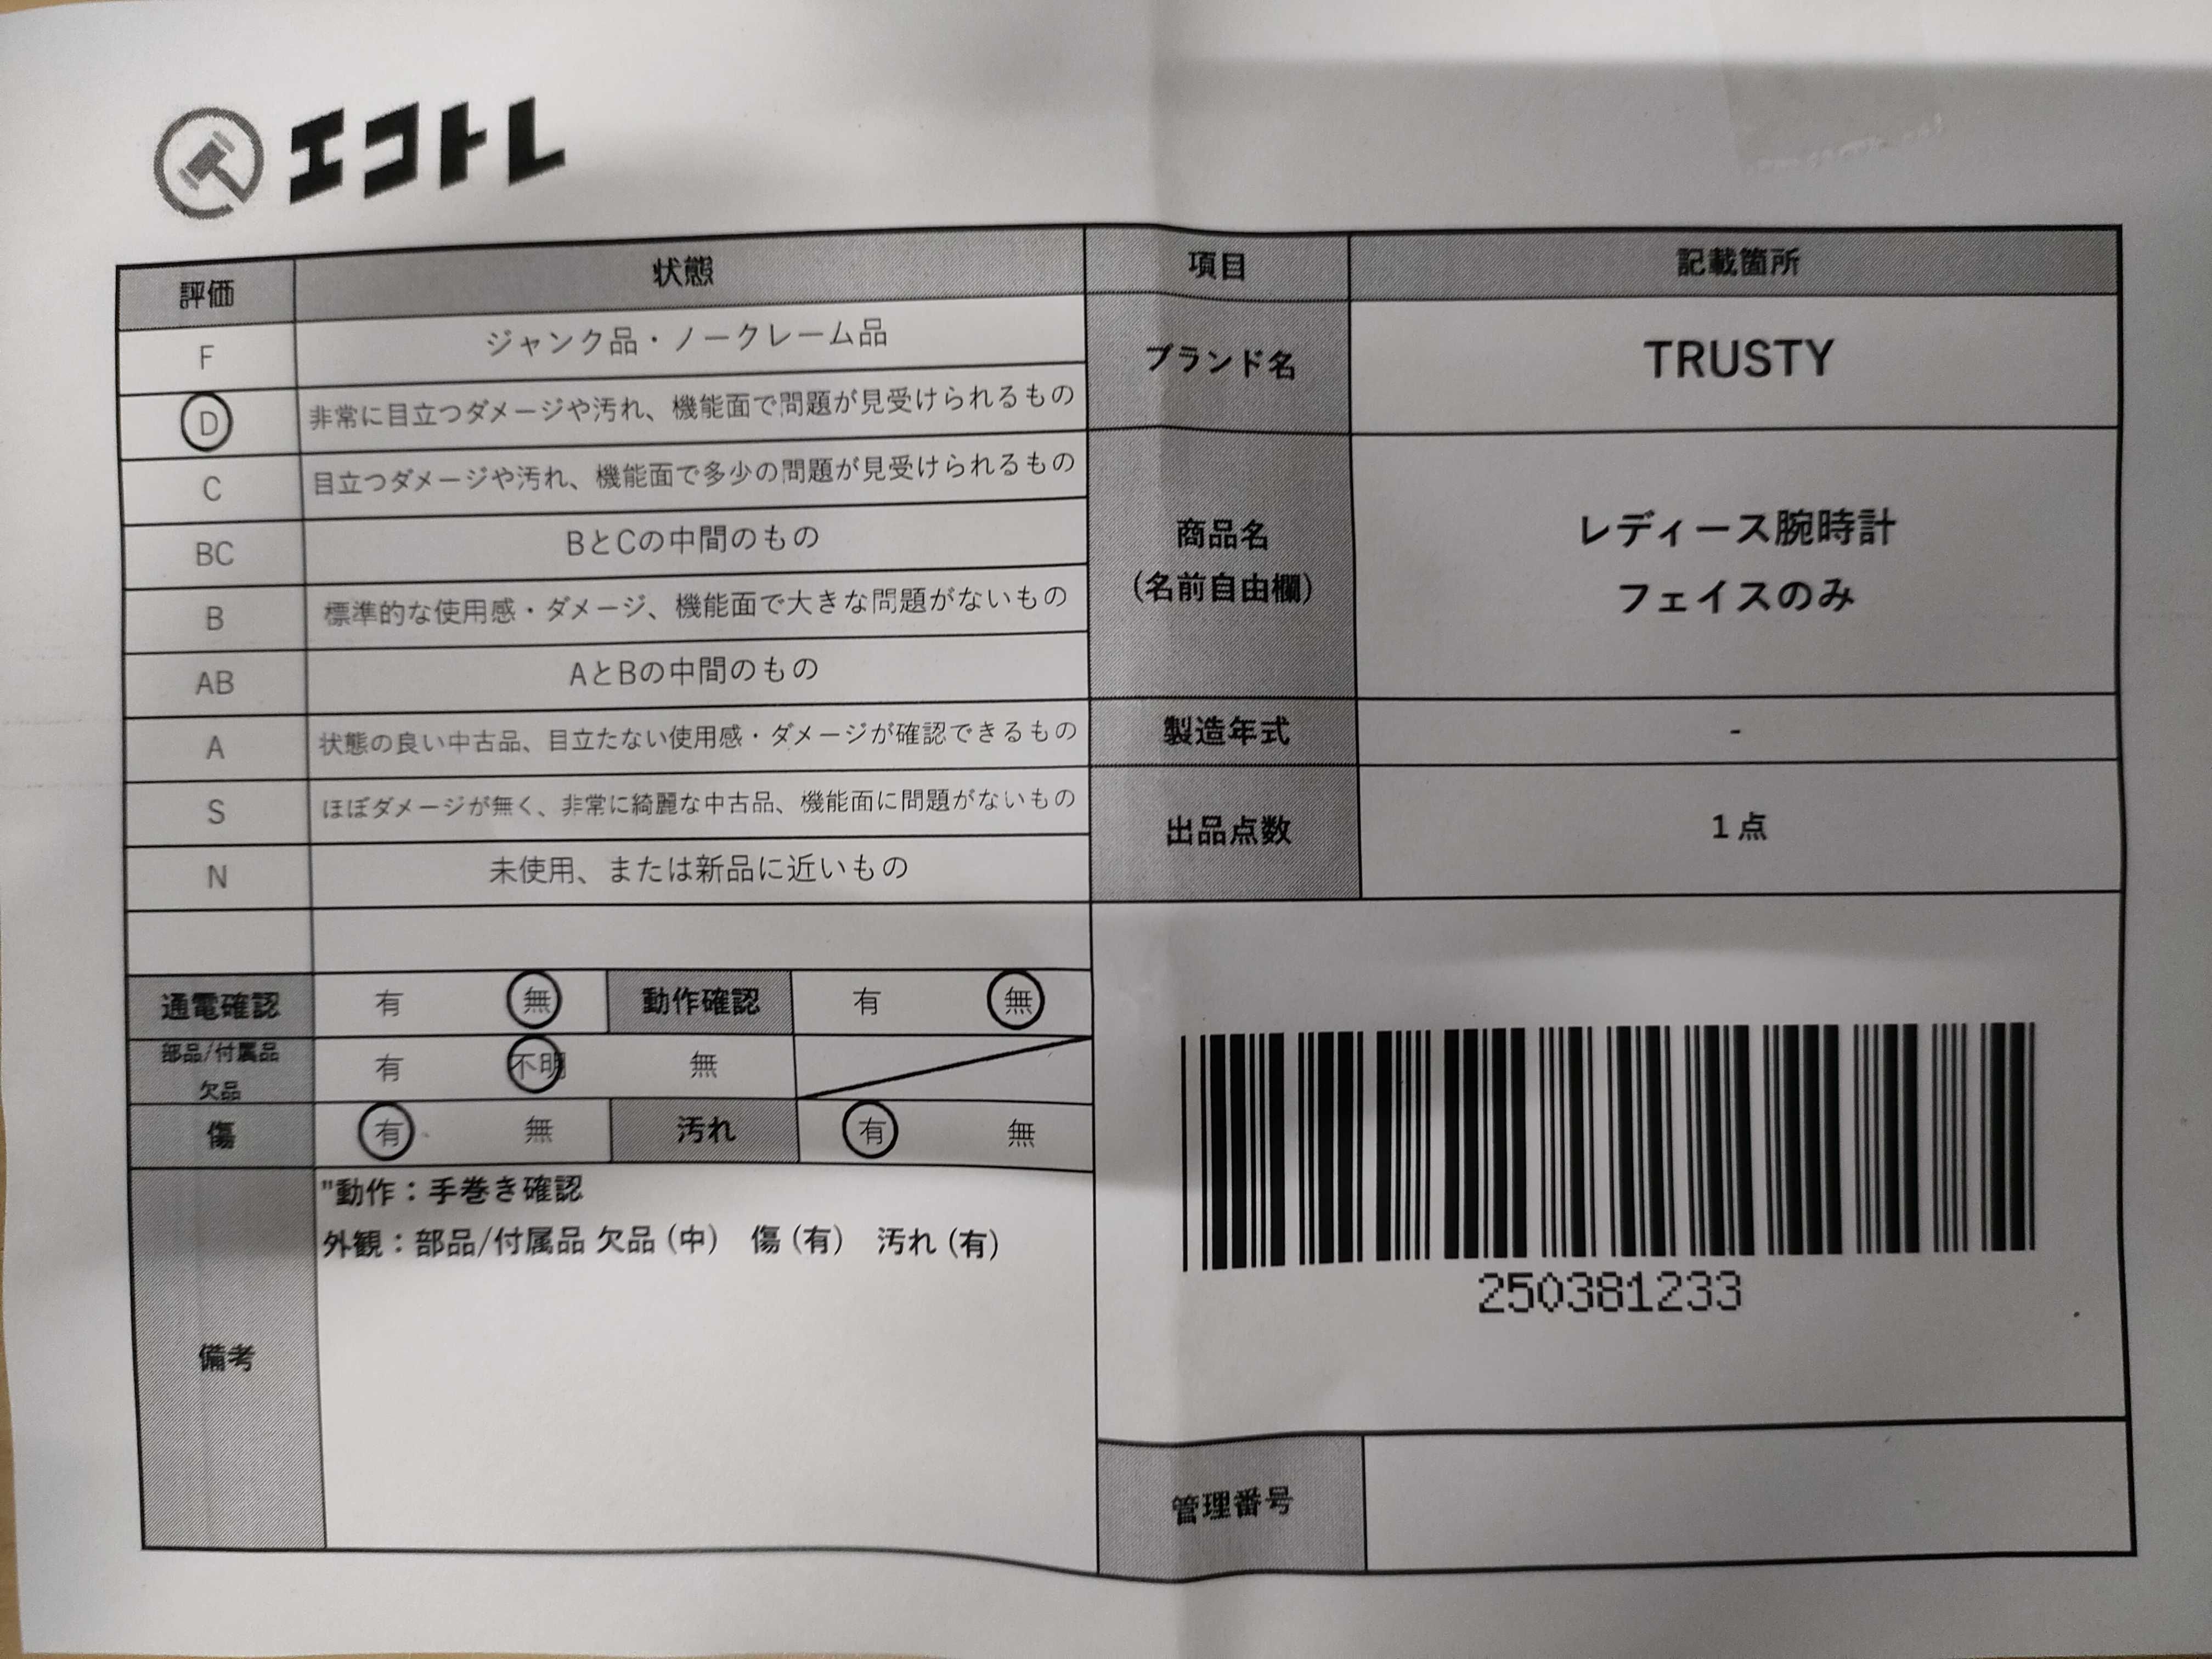 エコトレ
評価 状態 項目 記載箇所
F ジャンク品・ノークレーム品
D 非常に目立つダメージや汚れ、機能面で問題が見受けられるもの
C 目立つダメージや汚れ、機能面で多少の問題が見受けられるもの
BC BとCの中間のもの
B 標準的な使用感・ダメージ、機能面で大きな問題がないもの
AB AとBの中間のもの
A 状態の良い中古品、目立たない使用感・ダメージが確認できるもの
S ほぼダメージが無く、非常に綺麗な中古品、機能面に問題がないもの
N 未使用、または新品に近いもの
ブランド名 TRUSTY
商品名
(名前自由欄)
レディース腕時計
フェイスのみ
製造年式 -
出品点数 1点
通電確認 有 無 動作確認 有 無
部品/付属品
欠品
有 不明 無
傷 有 無 汚れ 有 無
備考
"動作：手巻き確認
外観：部品/付属品 欠品 (中) 傷 (有) 汚れ (有)
250381233
管理番号